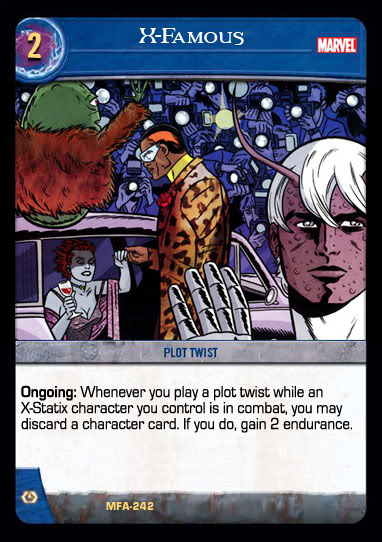 2
X-Famous
MARVEL
PLOT TWIST
Ongoing: Whenever you play a plot twist while an
X-Statix character you control is in combat, you may
discard a character card. If you do, gain 2 endurance.
MFA-242